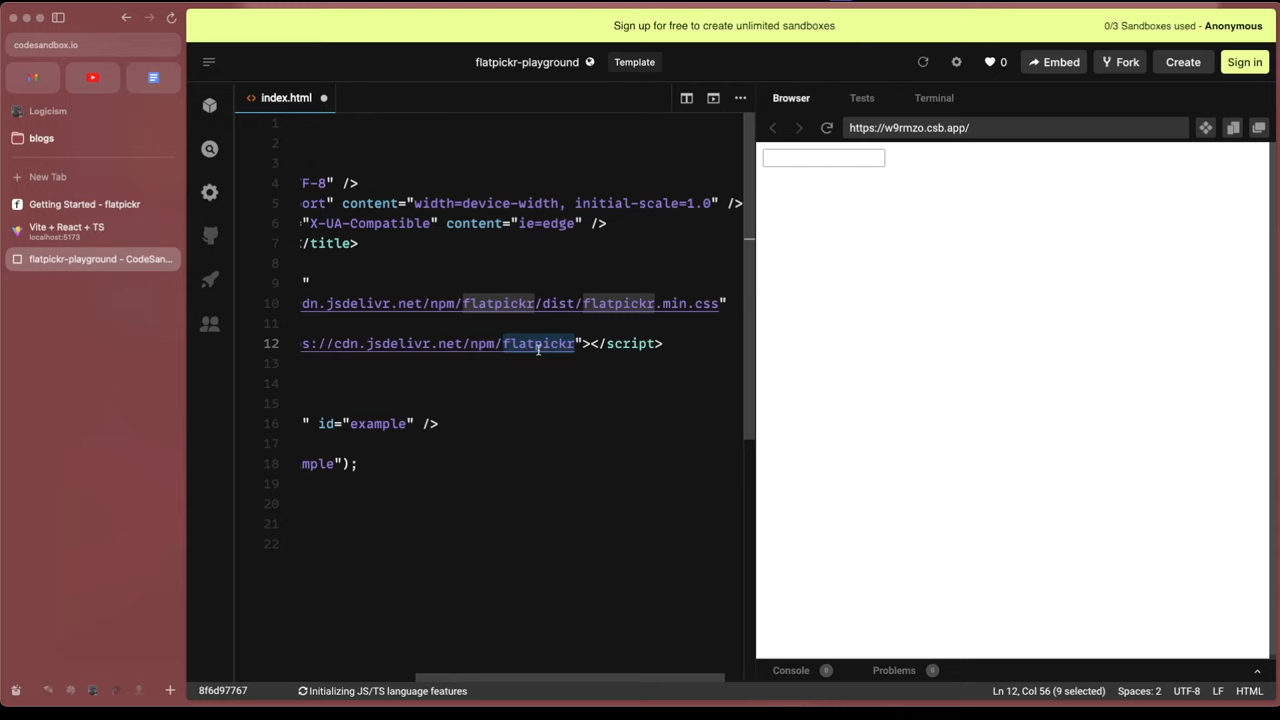 codesandbox.io
Logicism
blogs
New Tab
Getting Started - flatpickr
Vite + React + TS
localhost:5173
flatpickr-playground - CodeSan...
Sign up for free to create unlimited sandboxes
0/3 Sandboxes used - Anonymous
flatpickr-playground
Template
0
Embed
Fork
Create
Sign in
<> index.html
1
2
3
4 F-8" />
5 ort" content="width=device-width, initial-scale=1.0" />
6 "X-UA-Compatible" content="ie=edge" />
7 </title>
8
9 "
10 dn.jsdelivr.net/npm/flatpickr/dist/flatpickr.min.css"
11
12 s://cdn.jsdelivr.net/npm/flatpickr"></script>
13
14
15
16 " id="example" />
17
18 mple");
19
20
21
22
Browser
Tests
Terminal
https://w9rmzo.csb.app/
Console 0
Problems 0
8f6d97767
Initializing JS/TS language features
Ln 12, Col 56 (9 selected)
Spaces: 2
UTF-8
LF
HTML